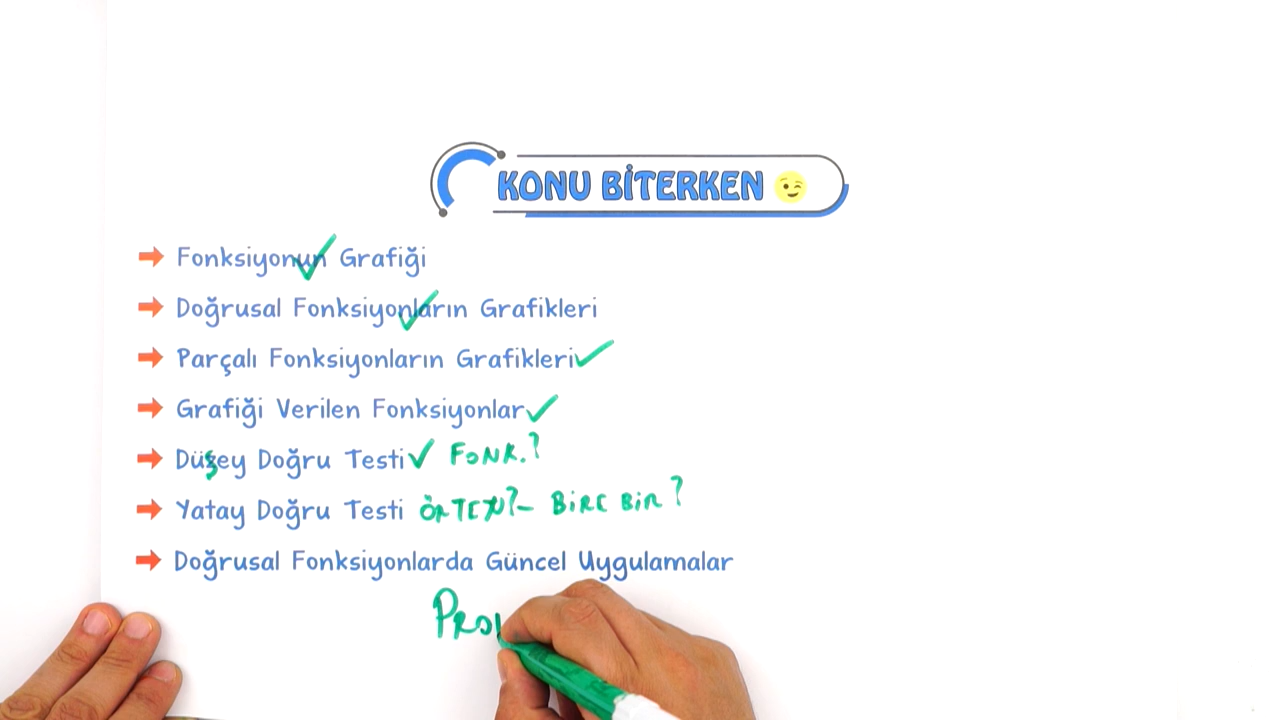 KONU BİTERKEN
Fonksiyonun Grafiği
Doğrusal Fonksiyonların Grafikleri
Parçalı Fonksiyonların Grafikleri
Grafiği Verilen Fonksiyonlar
Düşey Doğru Testi FONK.?
Yatay Doğru Testi ÖRTEN?- BİRE BİR?
Doğrusal Fonksiyonlarda Güncel Uygulamalar